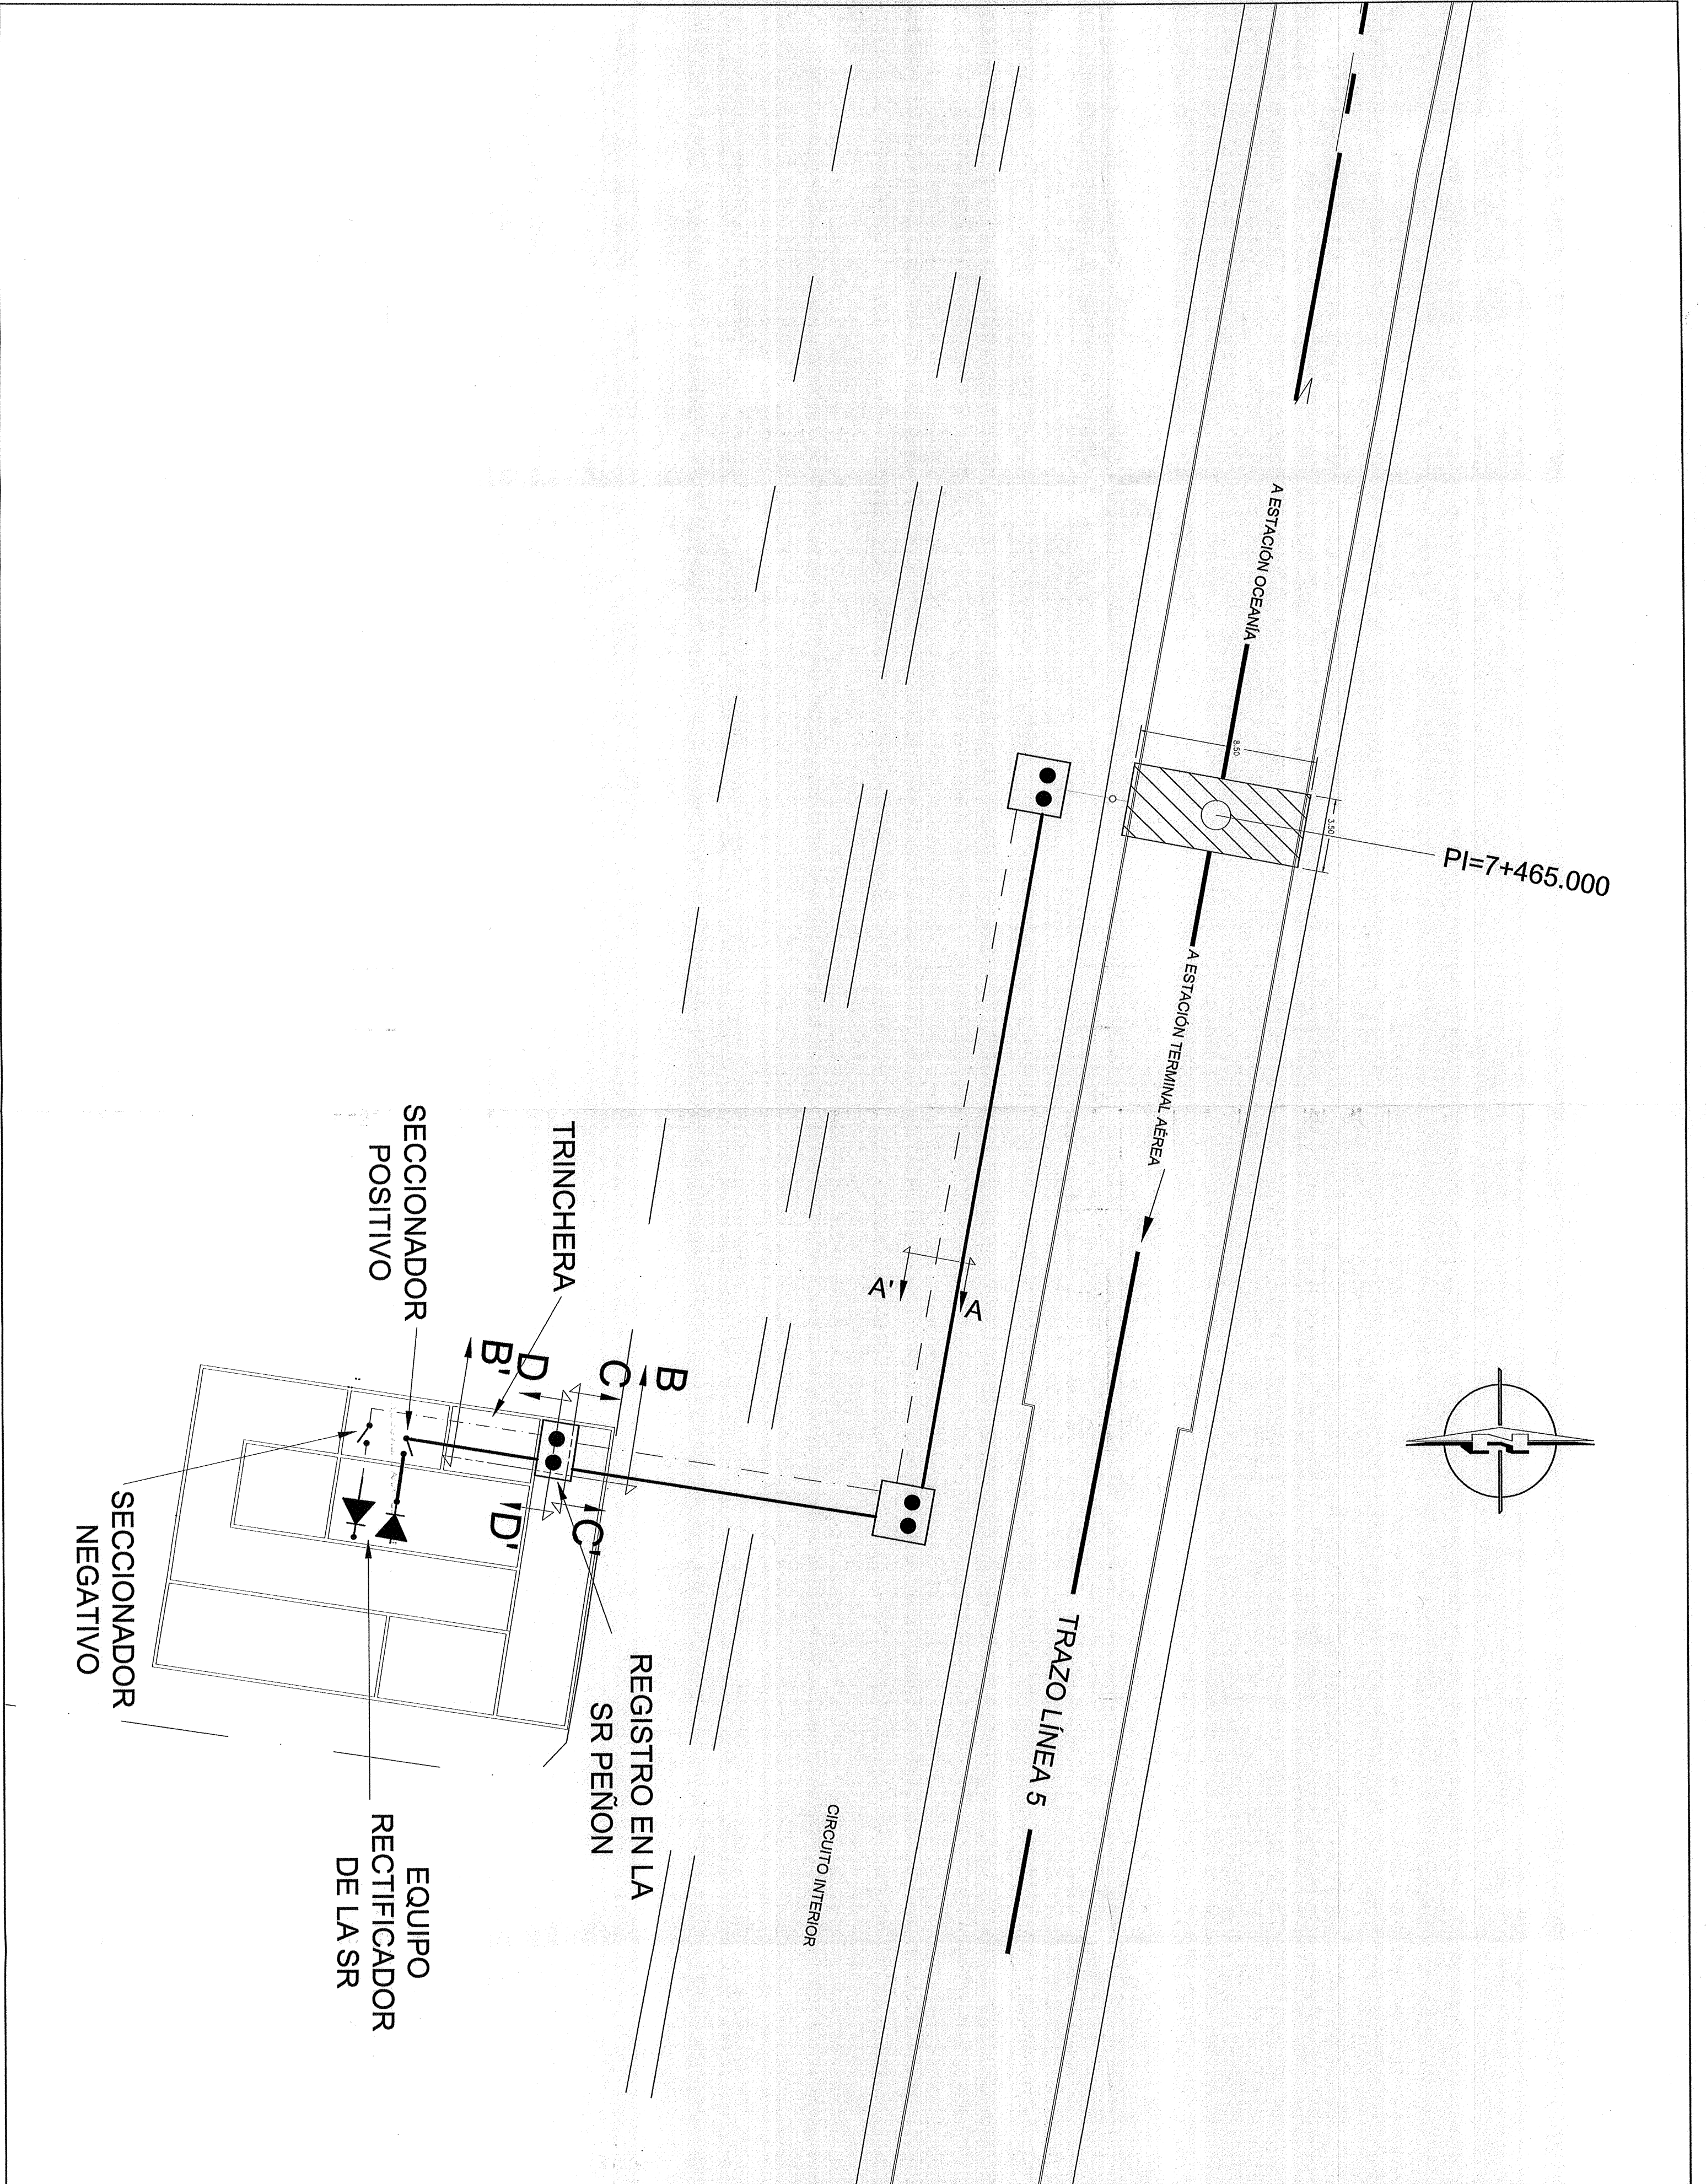 A ESTACIÓN OCEANÍA
8.50
3.50
PI=7+465.000
A ESTACIÓN TERMINAL AÉREA
TRAZO LÍNEA 5
A
A'
B
B'
C
C'
D
D'
TRINCHERA
SECCIONADOR
POSITIVO
SECCIONADOR
NEGATIVO
REGISTRO EN LA
SR PEÑON
EQUIPO
RECTIFICADOR
DE LA SR
CIRCUITO INTERIOR
N